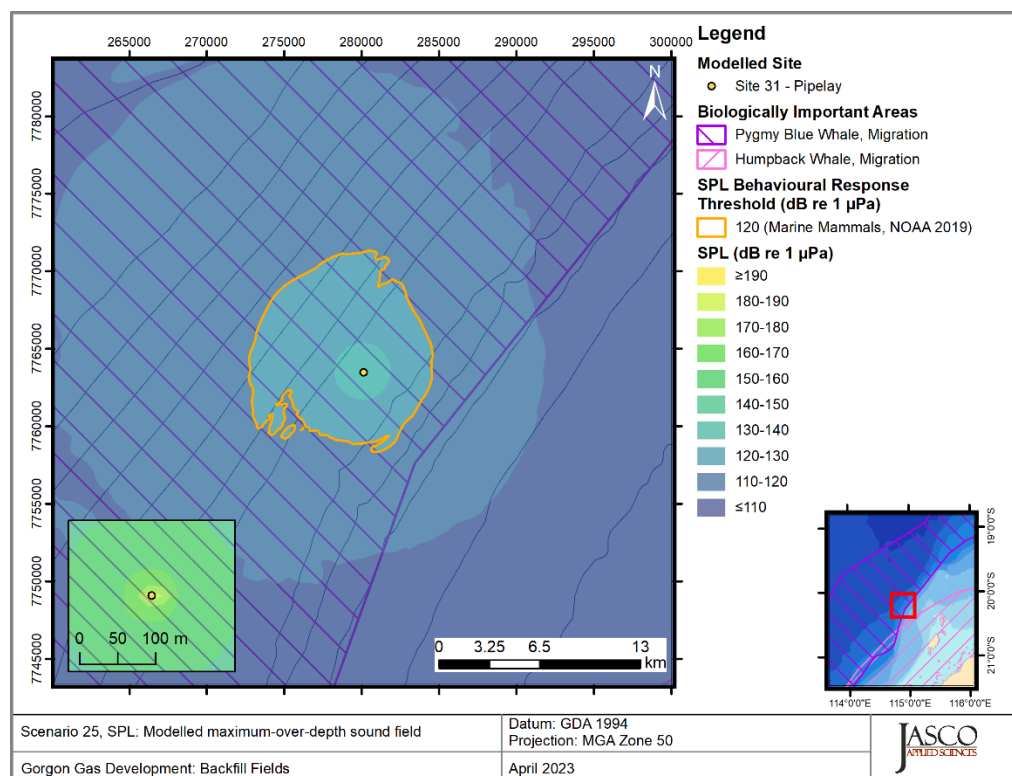 265000 270000 275000 280000 285000 290000 295000 300000
7780000
7775000
7770000
7765000
7760000
7755000
7750000
7745000
N
0 50 100 m
0 3.25 6.5 13
km
Legend
Modelled Site
Site 31 - Pipelay
Biologically Important Areas
Pygmy Blue Whale, Migration
Humpback Whale, Migration
SPL Behavioural Response
Threshold (dB re 1 µPa)
120 (Marine Mammals, NOAA 2019)
SPL (dB re 1 µPa)
≥190
180-190
170-180
160-170
150-160
140-150
130-140
120-130
110-120
≤110
19°0'0"S
20°0'0"S
21°0'0"S
114°0'0"E 115°0'0"E 116°0'0"E
Scenario 25, SPL: Modelled maximum-over-depth sound field
Datum: GDA 1994
Projection: MGA Zone 50
Gorgon Gas Development: Backfill Fields
April 2023
JASCO
APPLIED SCIENCES